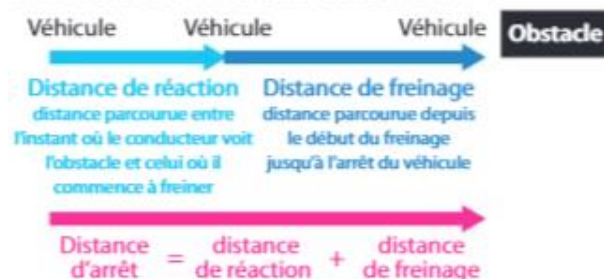 Véhicule Véhicule Véhicule Obstacle
Distance de réaction
distance parcourue entre
l'instant où le conducteur voit
l'obstacle et celui où il
commence à freiner
Distance de freinage
distance parcourue depuis
le début du freinage
jusqu'à l'arrêt du véhicule
Distance d'arrêt = distance de réaction + distance de freinage